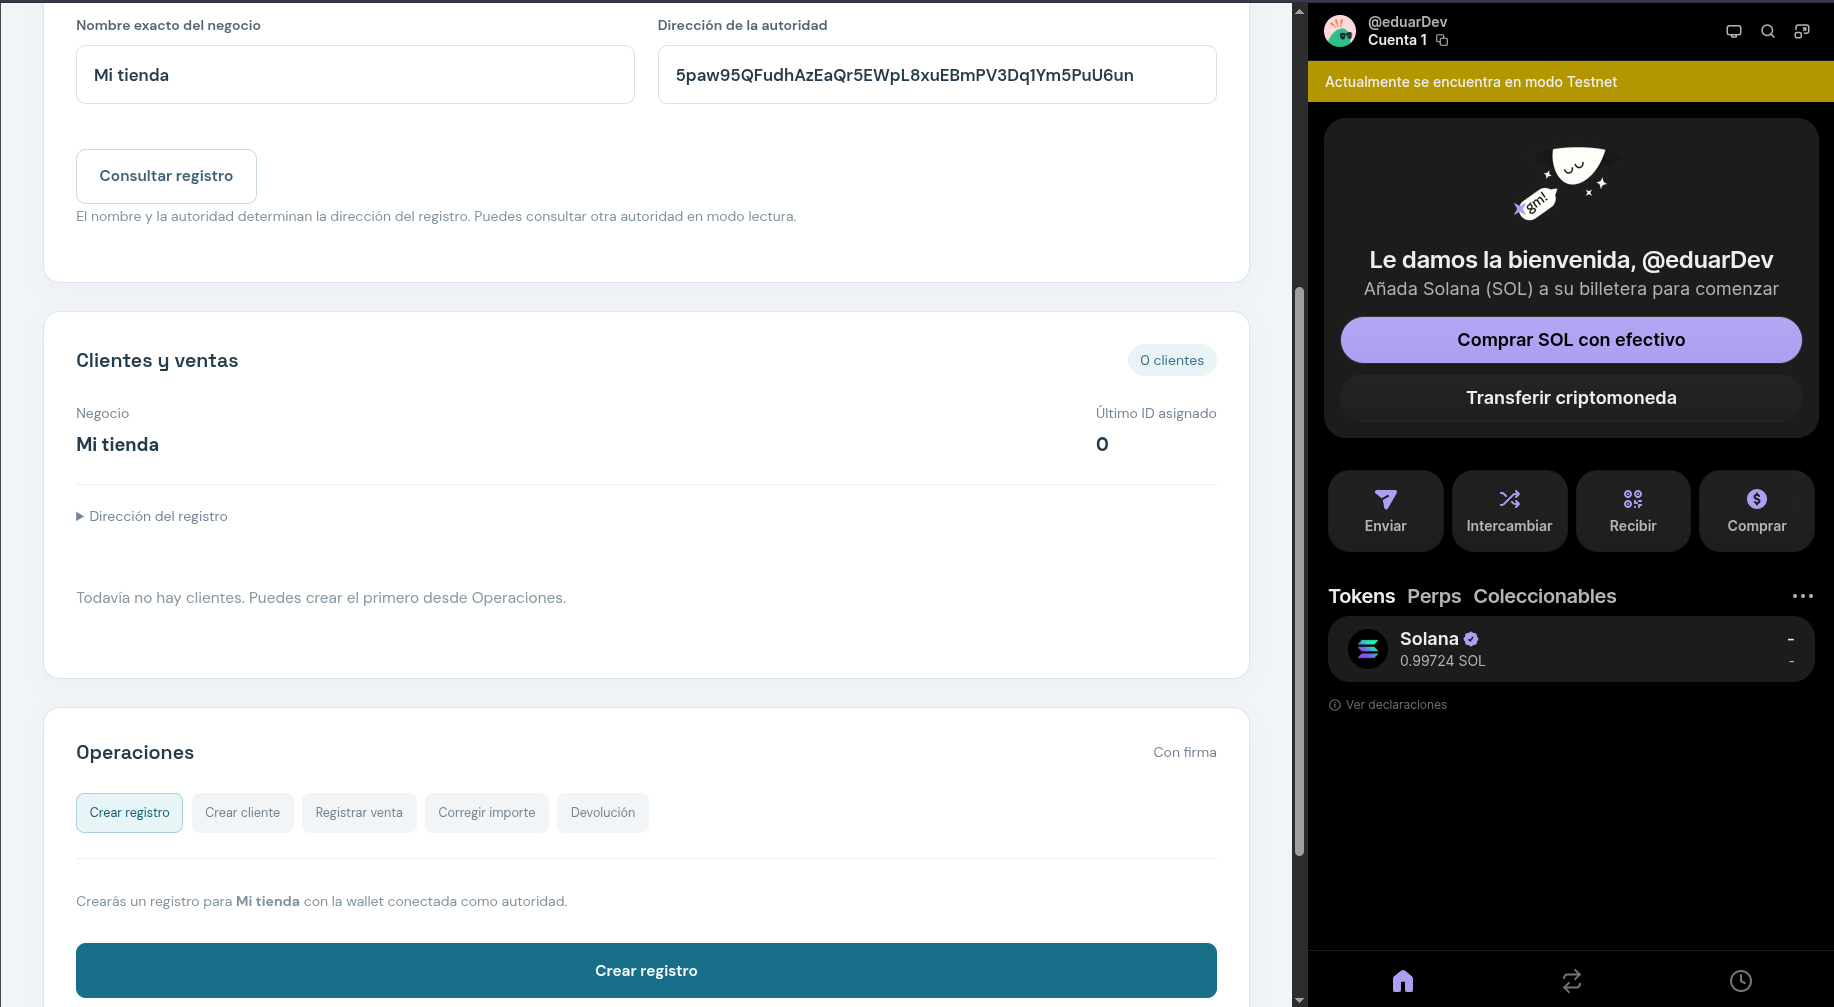 Nombre exacto del negocio
Dirección de la autoridad
Mi tienda
5paw95QFudhAzEaQr5EWpL8xuEBmPV3Dq1Ym5PuU6un
Consultar registro
El nombre y la autoridad determinan la dirección del registro. Puedes consultar otra autoridad en modo lectura.
Clientes y ventas
0 clientes
Negocio
Último ID asignado
Mi tienda
0
Dirección del registro
Todavía no hay clientes. Puedes crear el primero desde Operaciones.
Operaciones
Con firma
Crear registro
Crear cliente
Registrar venta
Corregir importe
Devolución
Crearás un registro para Mi tienda con la wallet conectada como autoridad.
Crear registro
@eduarDev
Cuenta 1
Actualmente se encuentra en modo Testnet
gm!
Le damos la bienvenida, @eduarDev
Añada Solana (SOL) a su billetera para comenzar
Comprar SOL con efectivo
Transferir criptomoneda
Enviar
Intercambiar
Recibir
Comprar
Tokens
Perps
Coleccionables
Solana
-
0.99724 SOL
-
Ver declaraciones